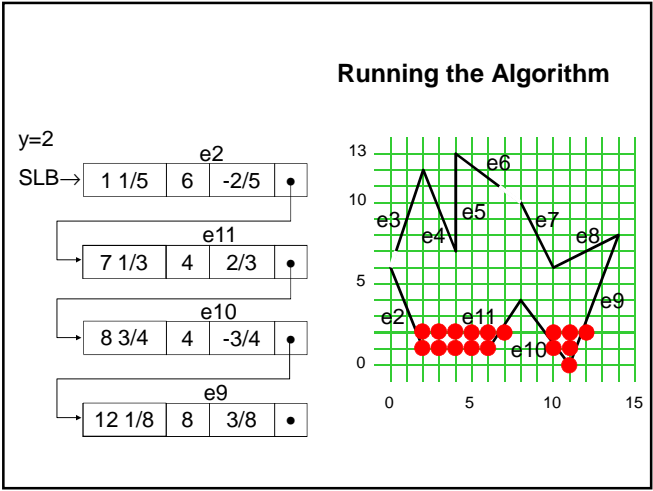 Running the Algorithm
y=2
e2
SLB→ 1 1/5 6 -2/5
e11
7 1/3 4 2/3
e10
8 3/4 4 -3/4
e9
12 1/8 8 3/8
13
e6
10
e3
e5
e7
e4
e8
5
e9
e2
e11
e10
0
0 5 10 15